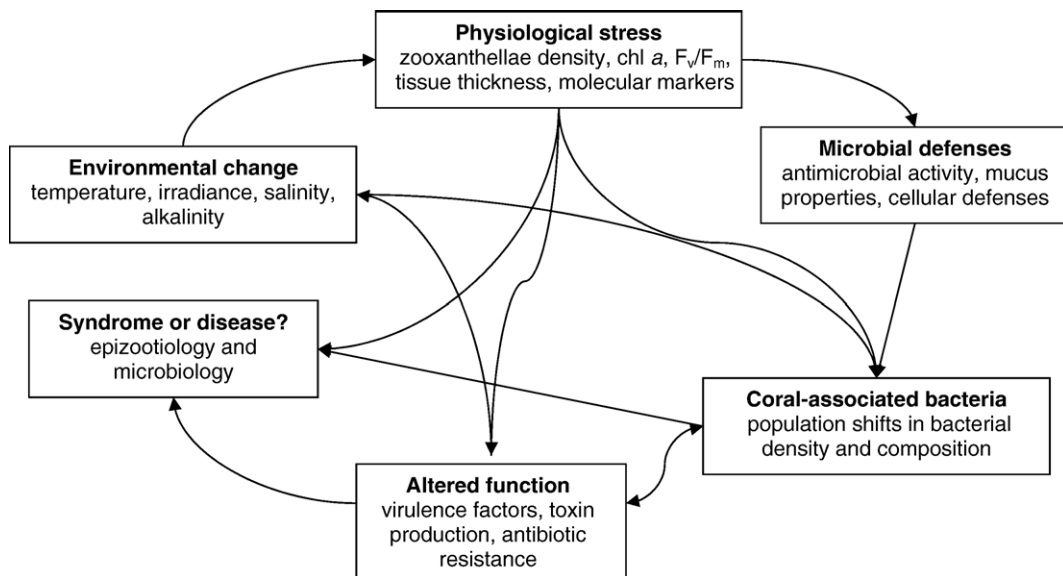 Physiological stress
zooxanthellae density, chl a, Fv/Fm,
tissue thickness, molecular markers
Environmental change
temperature, irradiance, salinity,
alkalinity
Microbial defenses
antimicrobial activity, mucus
properties, cellular defenses
Syndrome or disease?
epizootiology and
microbiology
Coral-associated bacteria
population shifts in bacterial
density and composition
Altered function
virulence factors, toxin
production, antibiotic
resistance